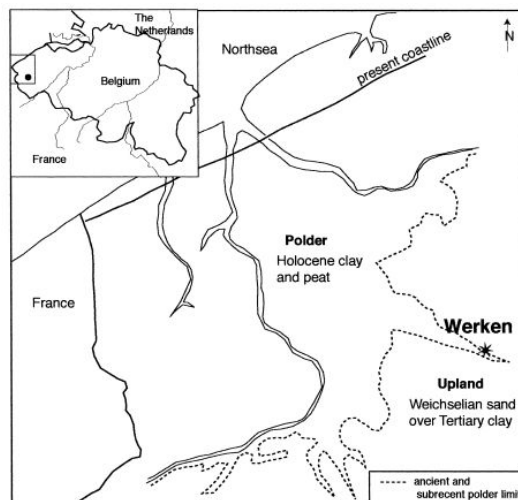 The
Netherlands
Belgium
France
Northsea
present coastline
N
Polder
Holocene clay
and peat
France
Werken
Upland
Weichselian sand
over Tertiary clay
ancient and
subrecent polder limit